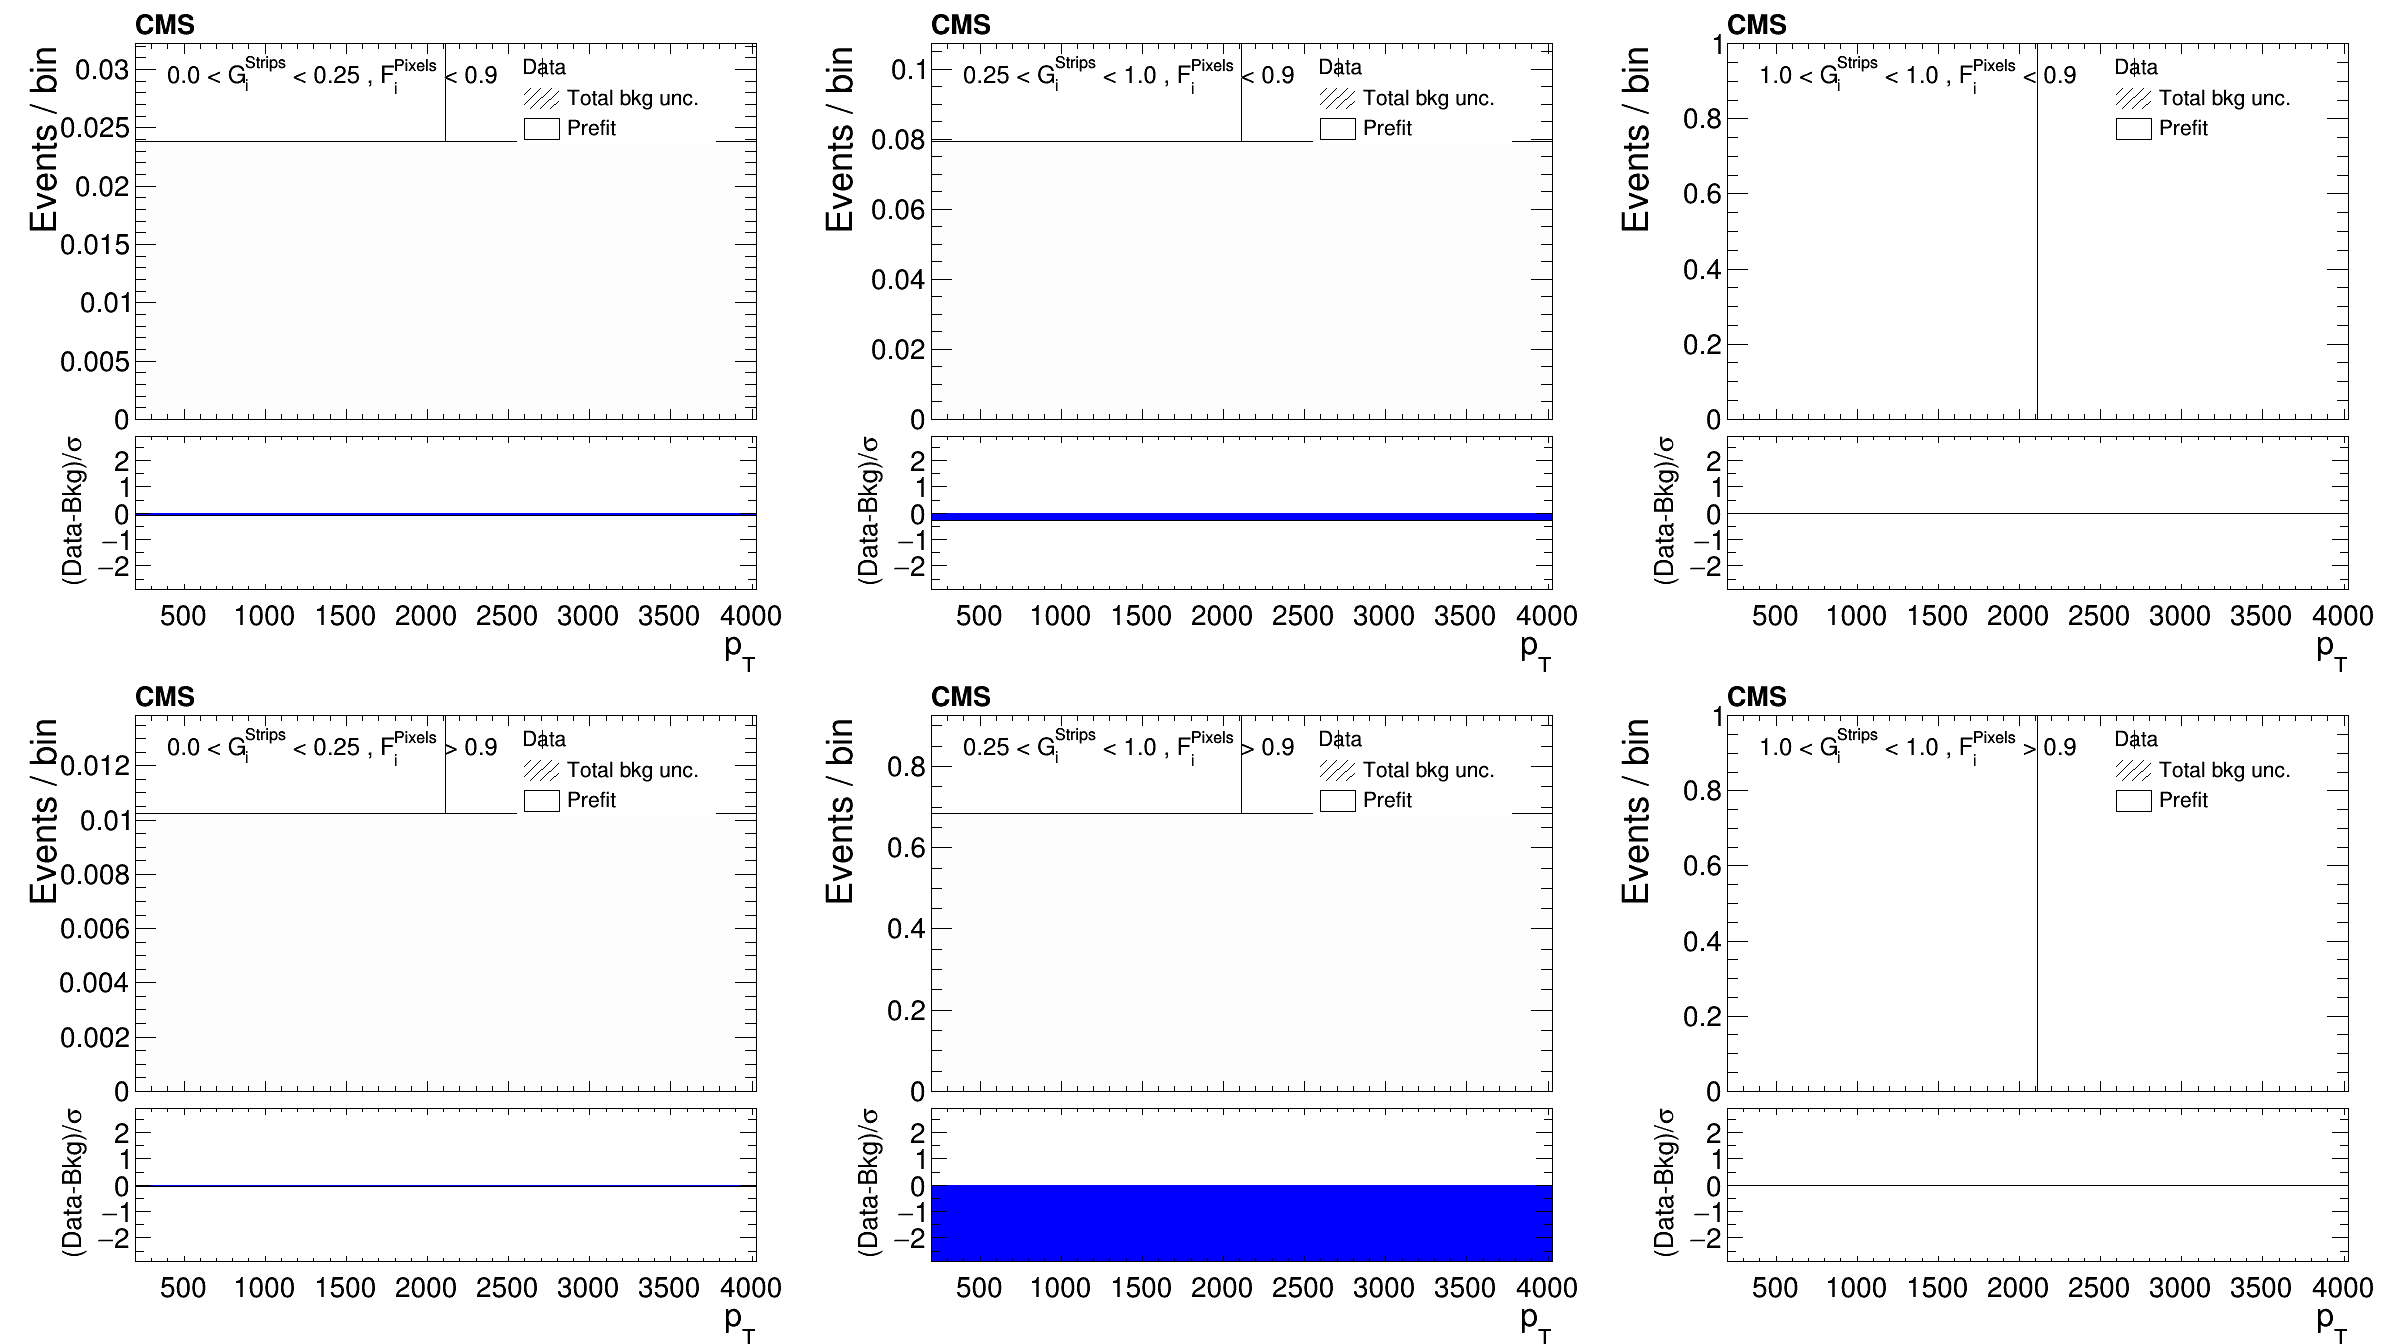 CMS
0.0 < G_i^Strips < 0.25 , F_i^Pixels < 0.9
Data
Total bkg unc.
Prefit
Events / bin
0.03
0.025
0.02
0.015
0.01
0.005
0
(Data-Bkg)/σ
2
1
0
−1
−2
500 1000 1500 2000 2500 3000 3500 4000
p_T
CMS
0.25 < G_i^Strips < 1.0 , F_i^Pixels < 0.9
Data
Total bkg unc.
Prefit
Events / bin
0.1
0.08
0.06
0.04
0.02
0
(Data-Bkg)/σ
2
1
0
−1
−2
500 1000 1500 2000 2500 3000 3500 4000
p_T
CMS
1.0 < G_i^Strips < 1.0 , F_i^Pixels < 0.9
Data
Total bkg unc.
Prefit
Events / bin
1
0.8
0.6
0.4
0.2
0
(Data-Bkg)/σ
2
1
0
−1
−2
500 1000 1500 2000 2500 3000 3500 4000
p_T
CMS
0.0 < G_i^Strips < 0.25 , F_i^Pixels > 0.9
Data
Total bkg unc.
Prefit
Events / bin
0.012
0.01
0.008
0.006
0.004
0.002
0
(Data-Bkg)/σ
2
1
0
−1
−2
500 1000 1500 2000 2500 3000 3500 4000
p_T
CMS
0.25 < G_i^Strips < 1.0 , F_i^Pixels > 0.9
Data
Total bkg unc.
Prefit
Events / bin
0.8
0.6
0.4
0.2
0
(Data-Bkg)/σ
2
1
0
−1
−2
500 1000 1500 2000 2500 3000 3500 4000
p_T
CMS
1.0 < G_i^Strips < 1.0 , F_i^Pixels > 0.9
Data
Total bkg unc.
Prefit
Events / bin
1
0.8
0.6
0.4
0.2
0
(Data-Bkg)/σ
2
1
0
−1
−2
500 1000 1500 2000 2500 3000 3500 4000
p_T